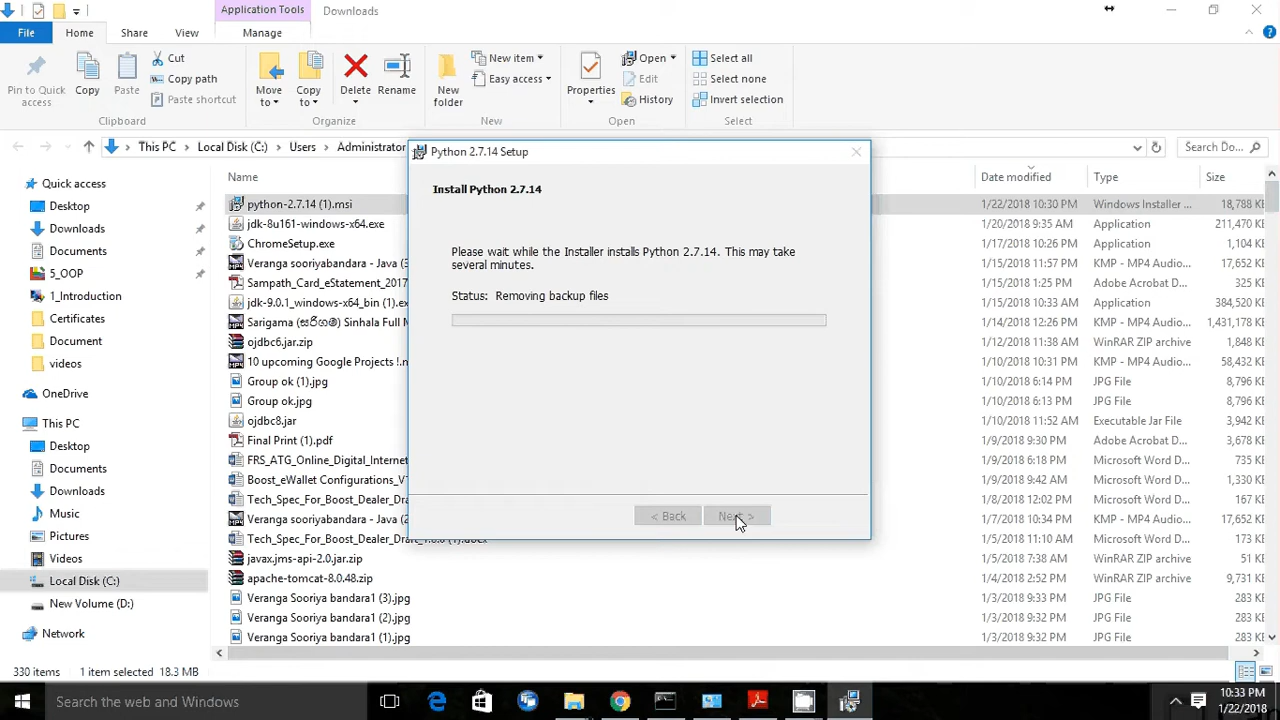 Application Tools
Downloads
File
Home
Share
View
Manage
Pin to Quick access
Copy
Paste
Cut
Copy path
Paste shortcut
Move to
Copy to
Delete
Rename
New folder
New item
Easy access
Properties
Open
Edit
History
Select all
Select none
Invert selection
Clipboard
Organize
New
Open
Select
This PC
Local Disk (C:)
Users
Administrator
Search Do...
Quick access
Desktop
Downloads
Documents
5_OOP
1_Introduction
Certificates
Document
videos
OneDrive
This PC
Desktop
Documents
Downloads
Music
Pictures
Videos
Local Disk (C:)
New Volume (D:)
Network
Name Date modified Type Size
python-2.7.14 (1).msi 1/22/2018 10:30 PM Windows Installer ... 18,788 KB
jdk-8u161-windows-x64.exe 1/20/2018 9:35 AM Application 470 KB
ChromeSetup.exe 1/17/2018 10:26 PM Application 1,104 KB
Veranga sooriyabandara - Java (3 1/15/2018 11:57 PM KMP - MP4 Audio... 17,652 KB
Sampath_Card_eStatement_2017 1/15/2018 3:42 PM Adobe Acrobat D... 325 KB
jdk-9.0.1_windows-x64_bin (1).ex 1/15/2018 10:33 AM Application 384,520 KB
Sarigama (සරිගම) Sinhala Full M 1/14/2018 12:26 PM KMP - MP4 Audio... 1,431,178 KB
ojdbc6.jar.zip 1/12/2018 11:38 AM WinRAR ZIP archive 1,848 KB
10 upcoming Google Projects !.m 1/10/2018 10:31 PM KMP - MP4 Audio... 58,432 KB
Group ok (1).jpg 1/10/2018 6:14 PM JPG File 8,796 KB
Group ok.jpg 1/10/2018 6:13 PM JPG File 8,796 KB
ojdbc8.jar 1/10/2018 11:52 AM Executable Jar File 3,942 KB
Final Print (1).pdf 1/9/2018 9:30 PM Adobe Acrobat D... 3,678 KB
FRS_ATG_Online_Digital_Internet 1/9/2018 6:18 PM Microsoft Word D... 735 KB
Boost_eWallet Configurations_V 1/9/2018 9:34 AM Microsoft Word D... 430 KB
Tech_Spec_For_Boost_Dealer_Dra 1/8/2018 12:02 PM Microsoft Word D... 167 KB
Veranga sooriyabandara - Java (2 1/7/2018 10:34 PM KMP - MP4 Audio... 17,652 KB
Tech_Spec_For_Boost_Dealer_Draft 1/5/2018 11:10 AM Microsoft Word D... 173 KB
javax.jms-api-2.0.jar.zip 1/5/2018 7:38 AM WinRAR ZIP archive 51 KB
apache-tomcat-8.0.48.zip 1/4/2018 2:52 PM WinRAR ZIP archive 9,731 KB
Veranga Sooriya bandara1 (3).jpg 1/3/2018 9:33 PM JPG File 283 KB
Veranga Sooriya bandara1 (2).jpg 1/3/2018 9:32 PM JPG File 283 KB
Veranga Sooriya bandara1 (1).jpg 1/3/2018 9:32 PM JPG File 283 KB
Python 2.7.14 Setup
Install Python 2.7.14
Please wait while the Installer installs Python 2.7.14. This may take
several minutes.
Status: Removing backup files
< Back
Next >
330 items 1 item selected 18.3 MB
Search the web and Windows
10:33 PM
1/22/2018